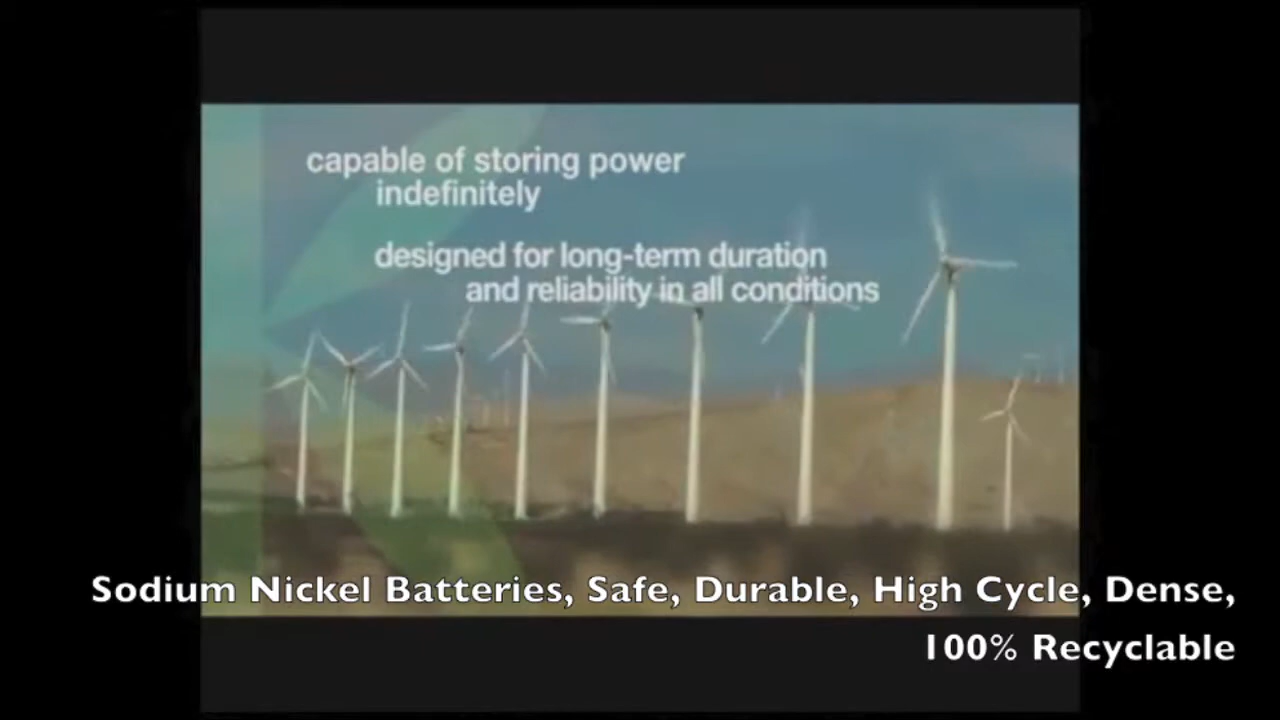 capable of storing power
indefinitely
designed for long-term duration
and reliability in all conditions
Sodium Nickel Batteries, Safe, Durable, High Cycle, Dense,
100% Recyclable